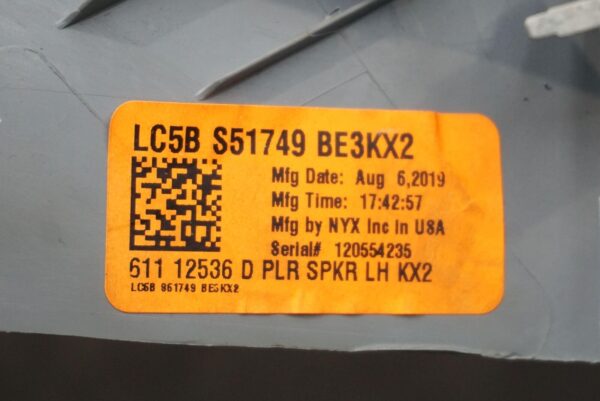 LC5B S51749 BE3KX2
Mfg Date: Aug 6,2019
Mfg Time: 17:42:57
Mfg by NYX Inc In USA
Serial# 120554235
611 12536 D PLR SPKR LH KX2
LC5B S51749 BE3KX2